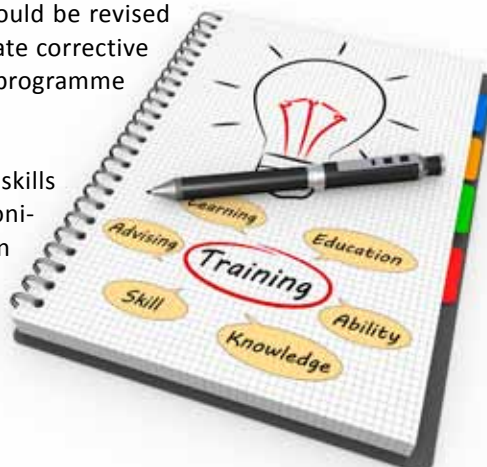 ould be revised
ate corrective
programme
skills
oni-
n
Learning
Advising
Education
Training
Skill
Ability
Knowledge